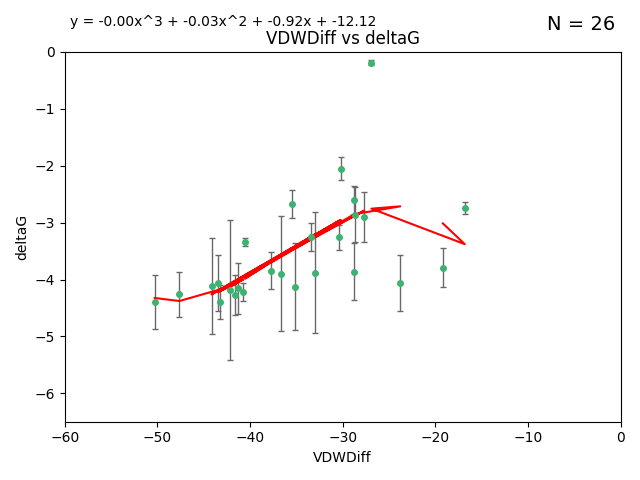 y = -0.00x^3 + -0.03x^2 + -0.92x + -12.12
N = 26
VDWDiff vs deltaG
0
−1
−2
−3
−4
−5
−6
deltaG
−60 −50 −40 −30 −20 −10 0
VDWDiff